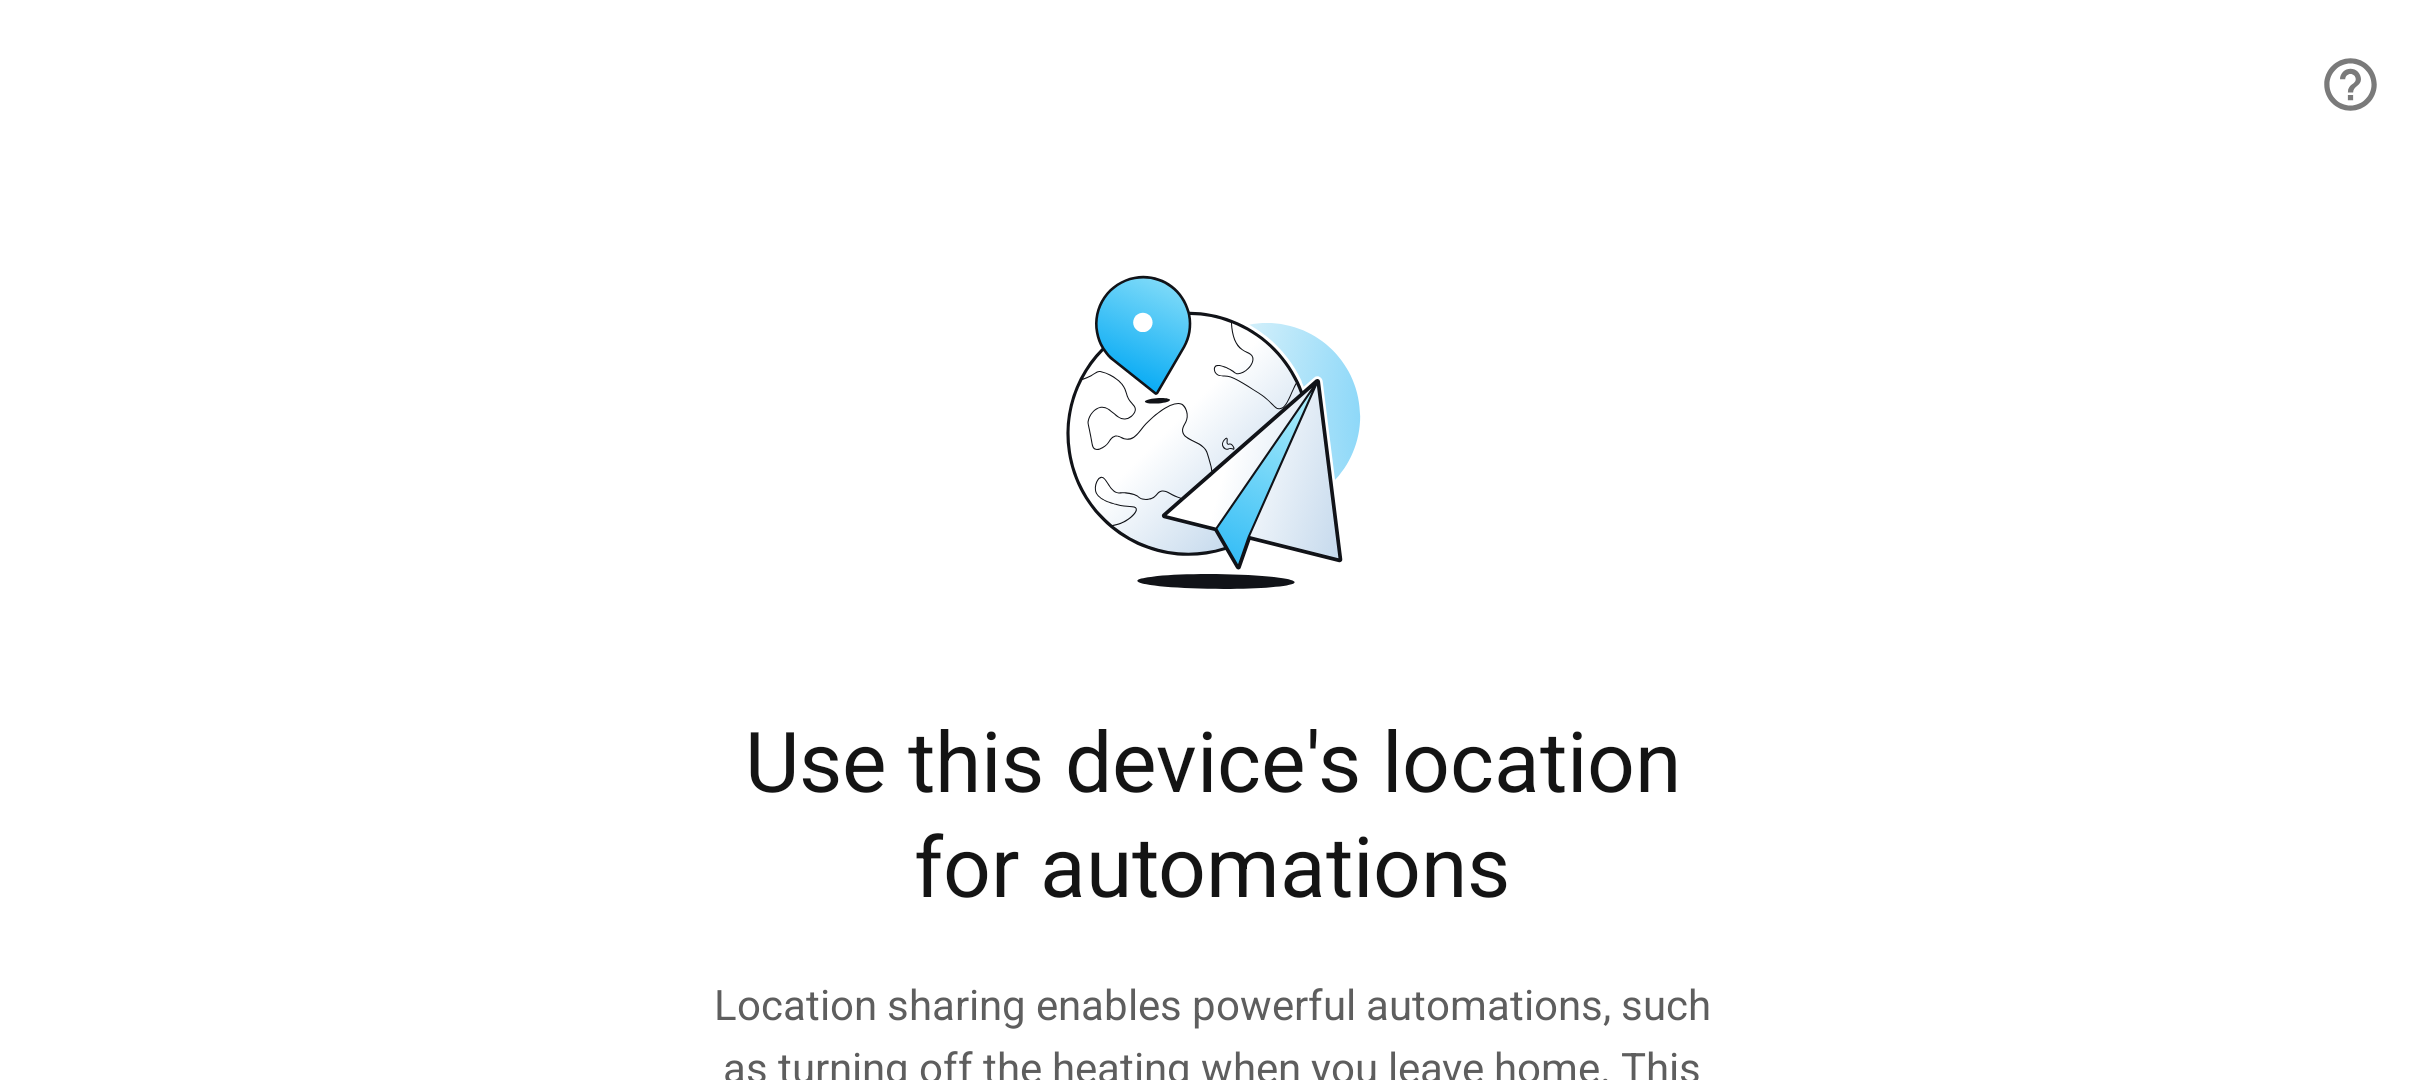 Use this device's location
for automations
Location sharing enables powerful automations, such
as turning off the heating when you leave home. This